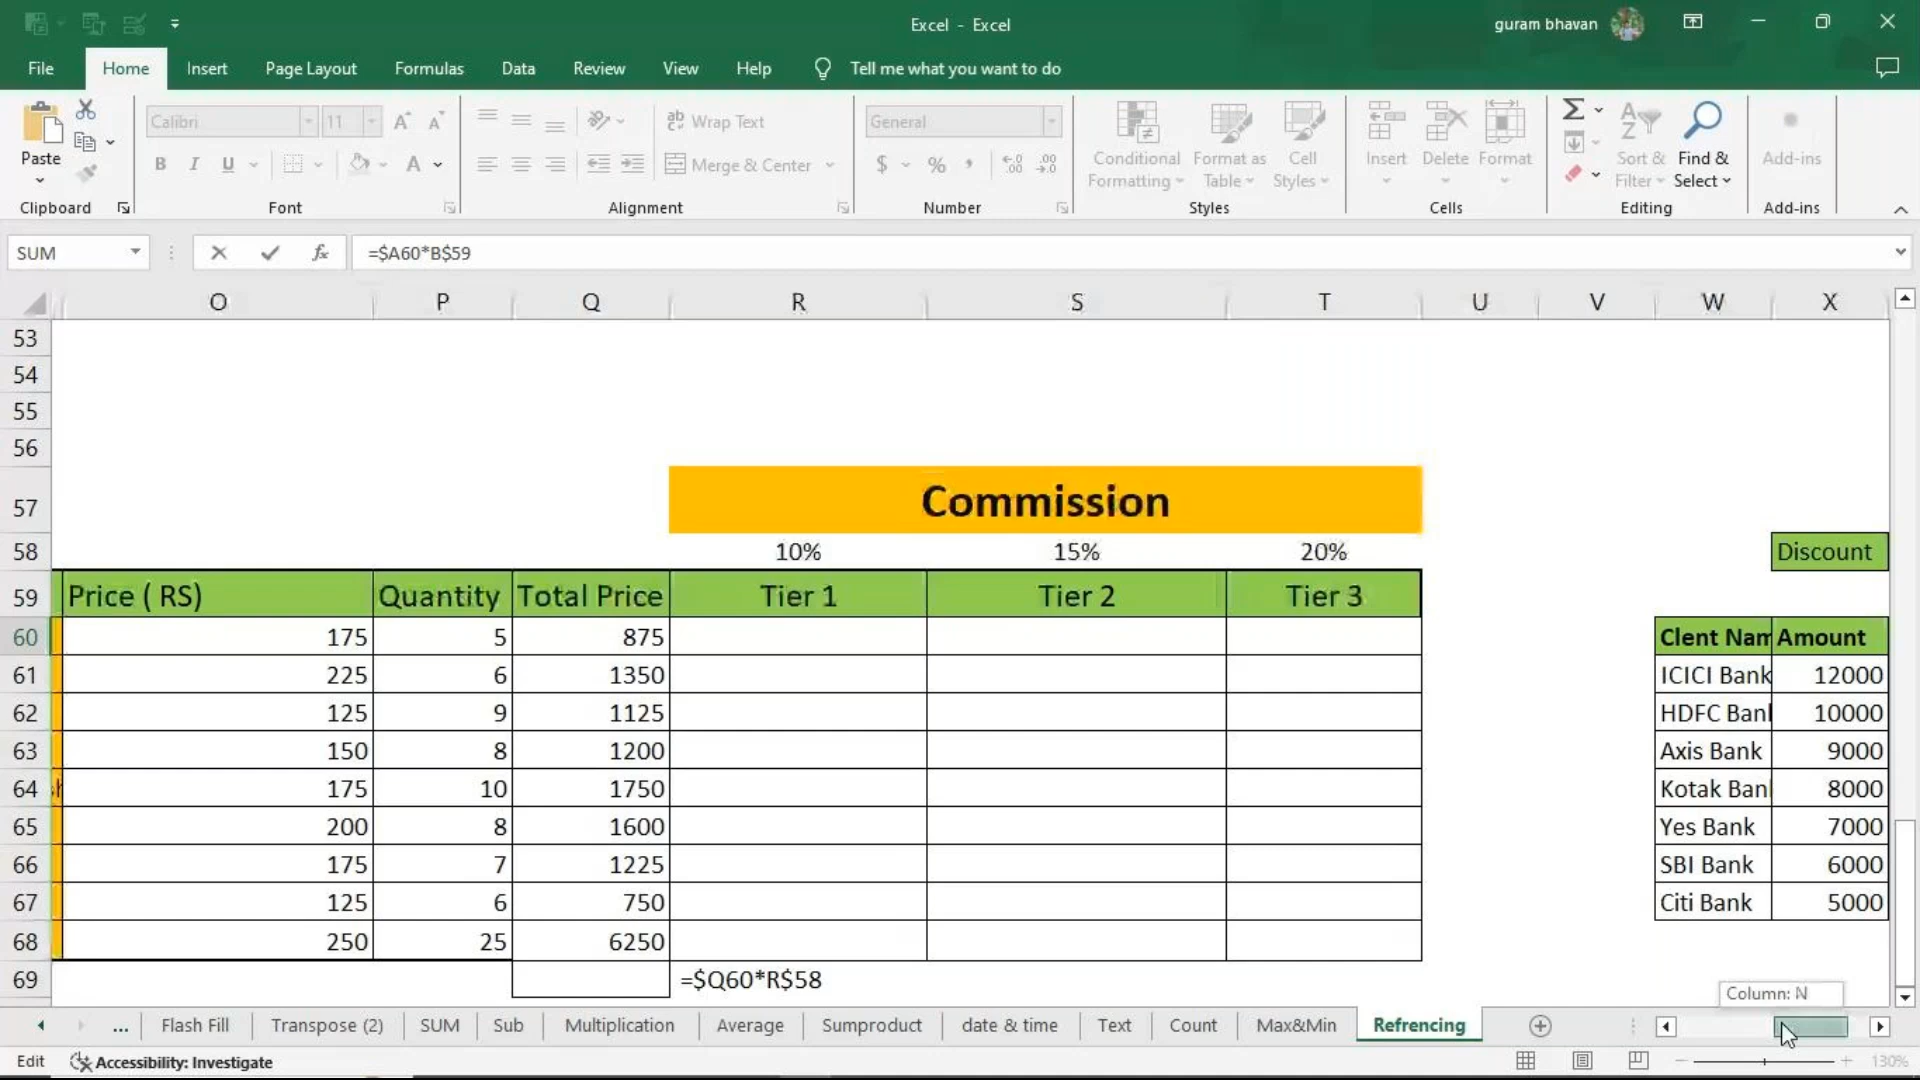 Excel - Excel
guram bhavan
File Home Insert Page Layout Formulas Data Review View Help Tell me what you want to do
Paste
Clipboard
Calibri 11
B I U A
Font
ab Wrap Text
Merge & Center
Alignment
General
$ % ,
Number
Conditional Formatting
Format as Table
Cell Styles
Styles
Insert Delete Format
Cells
Sort & Filter
Find & Select
Editing
Add-ins
Add-ins
SUM
fx
=$A60*B$59
O P Q R S T U V W X
53
54
55
56
57 Commission
58 10% 15% 20% Discount
59 Price ( RS) Quantity Total Price Tier 1 Tier 2 Tier 3
60 175 5 875 Clent Nam Amount
61 225 6 1350 ICICI Bank 12000
62 125 9 1125 HDFC Banl 10000
63 150 8 1200 Axis Bank 9000
64 175 10 1750 Kotak Ban 8000
65 200 8 1600 Yes Bank 7000
66 175 7 1225 SBI Bank 6000
67 125 6 750 Citi Bank 5000
68 250 25 6250
69 =$Q60*R$58
Column: N
... Flash Fill Transpose (2) SUM Sub Multiplication Average Sumproduct date & time Text Count Max&Min Refrencing
Edit Accessibility: Investigate 130%